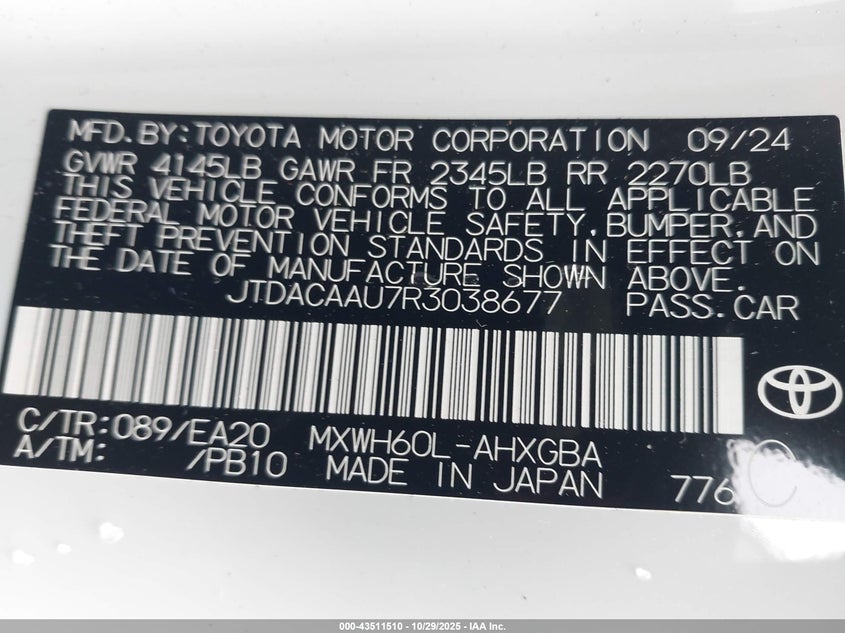 MFD.BY:TOYOTA MOTOR CORPORATION 09/24
GVWR 4145LB GAWR FR 2345LB RR 2270LB
THIS VEHICLE CONFORMS TO ALL APPLICABLE
FEDERAL MOTOR VEHICLE SAFETY,BUMPER,AND
THEFT PREVENTION STANDARDS IN EFFECT ON
THE DATE OF MANUFACTURE SHOWN ABOVE.
JTDACAAU7R3038677 PASS.CAR
C/TR:089/EA20 MXWH60L-AHXGBA
A/TM: /PB10 MADE IN JAPAN 776
C
000-43511510 - 10/29/2025 - IAA Inc.